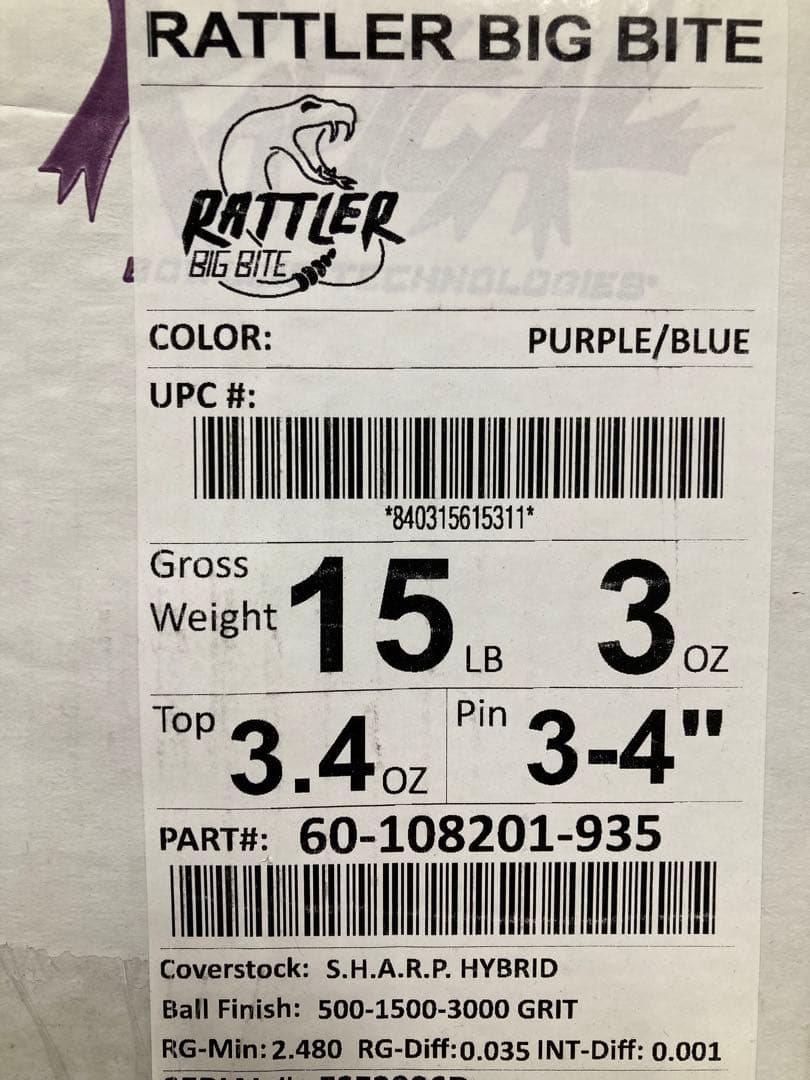 RATTLER BIG BITE
RATTLER
BIG BITE
TECHNOLOGIES
COLOR: PURPLE/BLUE
UPC #:
*840315615311*
Gross Weight 15 LB 3 OZ
Top 3.4 OZ Pin 3-4"
PART#: 60-108201-935
Coverstock: S.H.A.R.P. HYBRID
Ball Finish: 500-1500-3000 GRIT
RG-Min: 2.480 RG-Diff:0.035 INT-Diff: 0.001